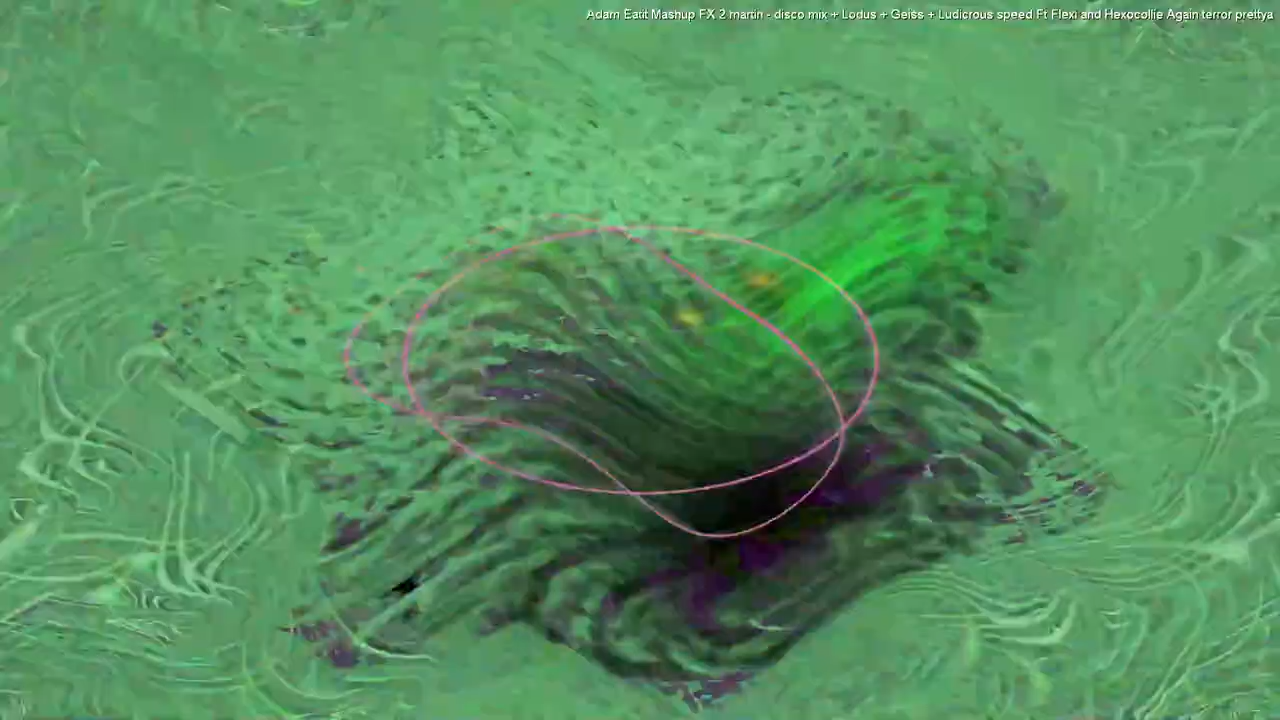 Adam Eatit Mashup FX 2 martin - disco mix + Lodus + Geiss + Ludicrous speed Ft Flexi and Hexocollie Again terror prettya